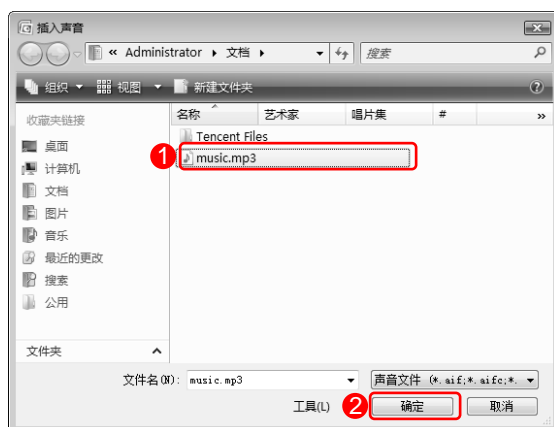 插入声音
« Administrator 文档 搜索
组织 视图 新建文件夹
收藏夹链接
名称 艺术家 唱片集 # »
桌面
计算机
文档
图片
音乐
最近的更改
搜索
公用
Tencent Files
1 music.mp3
文件夹
文件名(N): music.mp3 声音文件 (*.aif;*.aifc;*.
工具(L) 2 确定 取消